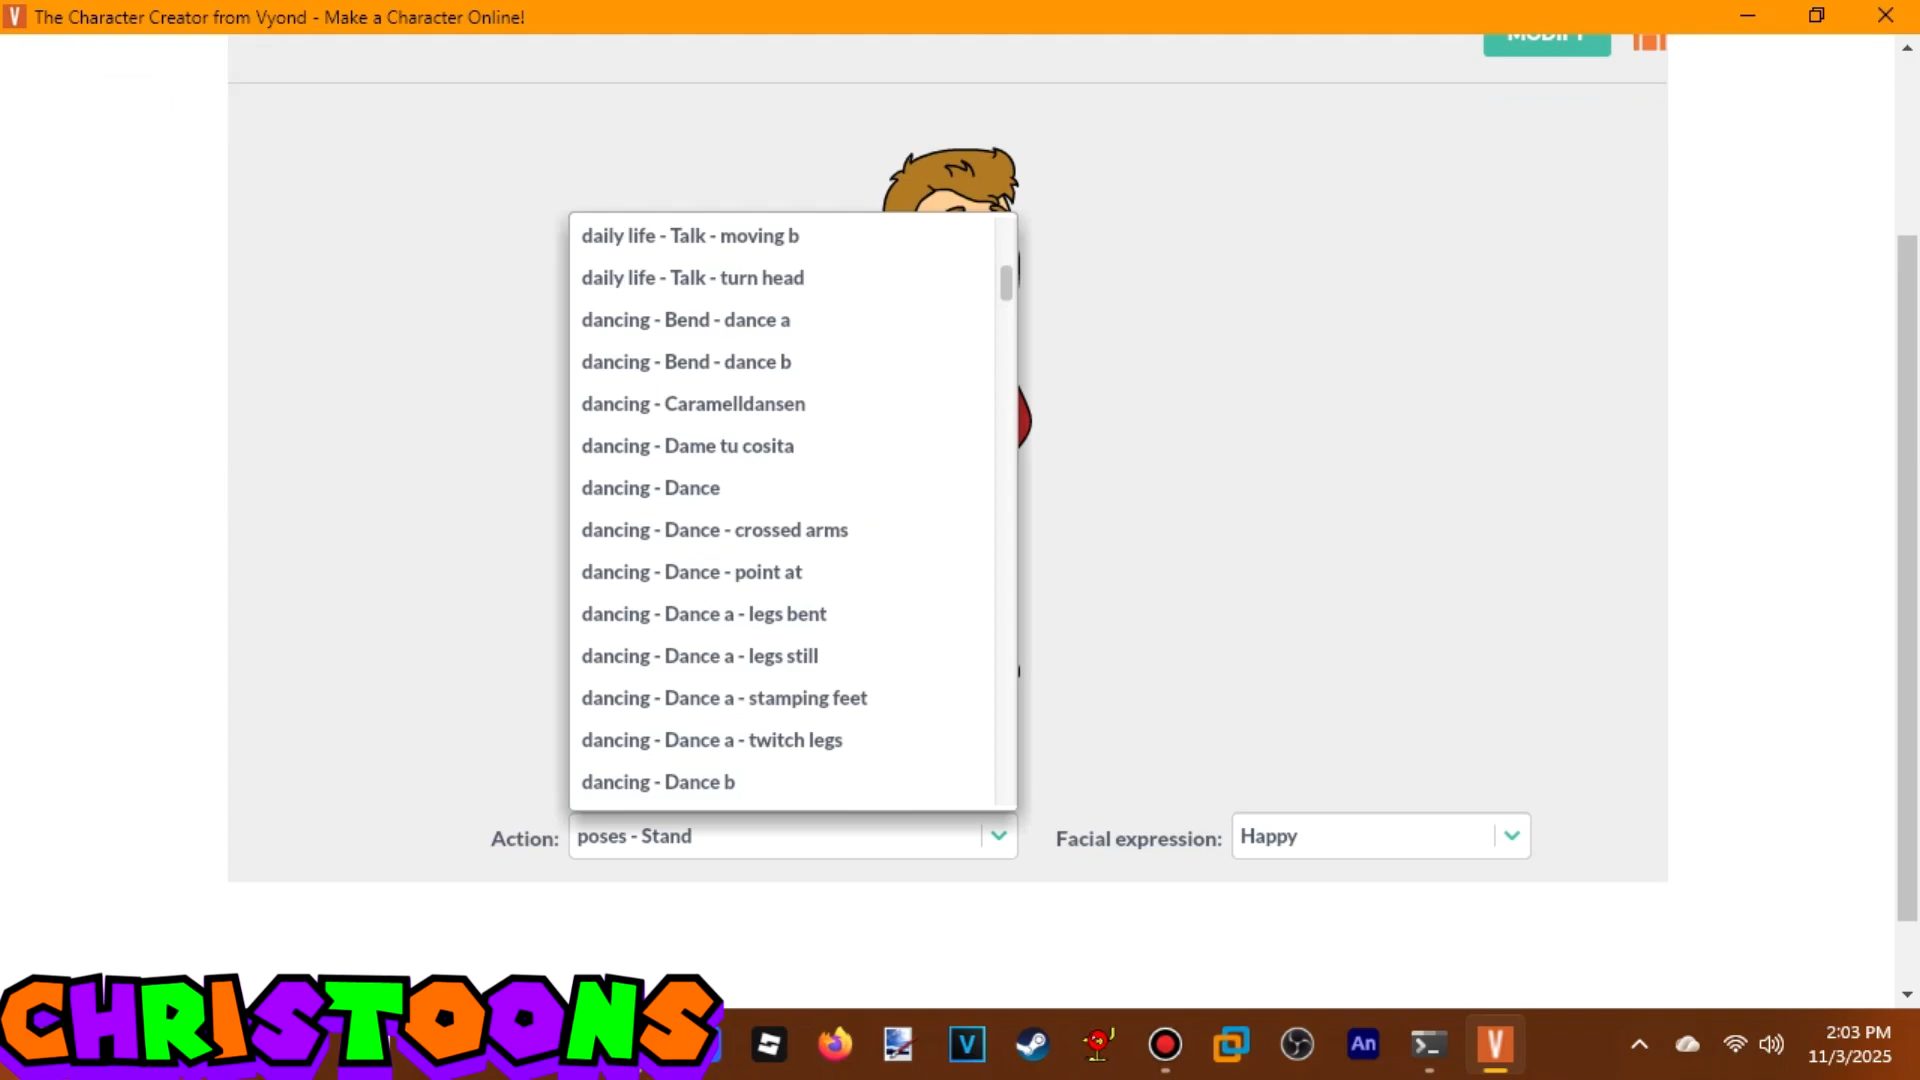 The Character Creator from Vyond - Make a Character Online!
MODIFY
daily life - Talk - moving b
daily life - Talk - turn head
dancing - Bend - dance a
dancing - Bend - dance b
dancing - Caramelldansen
dancing - Dame tu cosita
dancing - Dance
dancing - Dance - crossed arms
dancing - Dance - point at
dancing - Dance a - legs bent
dancing - Dance a - legs still
dancing - Dance a - stamping feet
dancing - Dance a - twitch legs
dancing - Dance b
Action: poses - Stand
Facial expression: Happy
CHRISTOONS
V
An
V
2:03 PM
11/3/2025